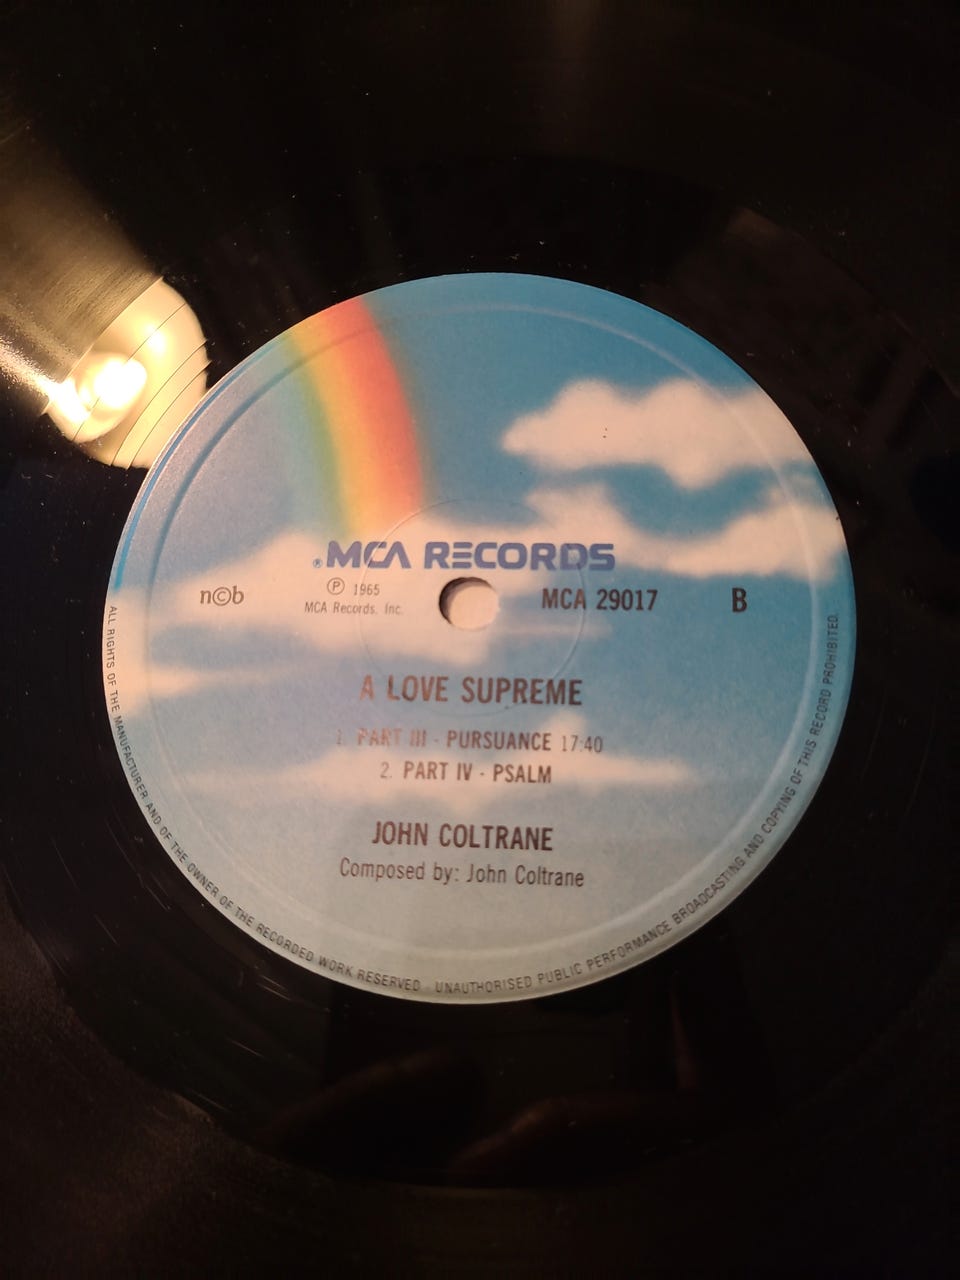 ® MCA RECORDS
n©b
℗ 1965
MCA Records. Inc.
MCA 29017
B
A LOVE SUPREME
1. PART III - PURSUANCE 17:40
2. PART IV - PSALM
JOHN COLTRANE
Composed by: John Coltrane
ALL RIGHTS OF THE MANUFACTURER AND OF THE OWNER OF THE RECORDED WORK RESERVED - UNAUTHORISED PUBLIC PERFORMANCE BROADCASTING AND COPYING OF THIS RECORD PROHIBITED.